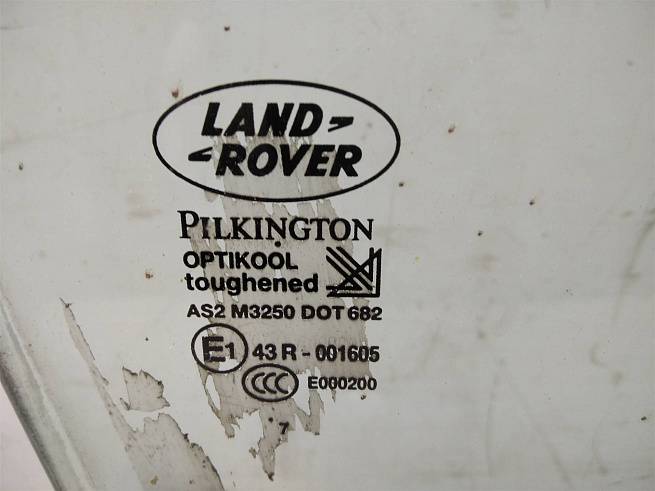 LAND
ROVER
PILKINGTON
OPTIKOOL
toughened
AS2 M3250 DOT 682
E1 43 R - 001605
CCC E000200
7